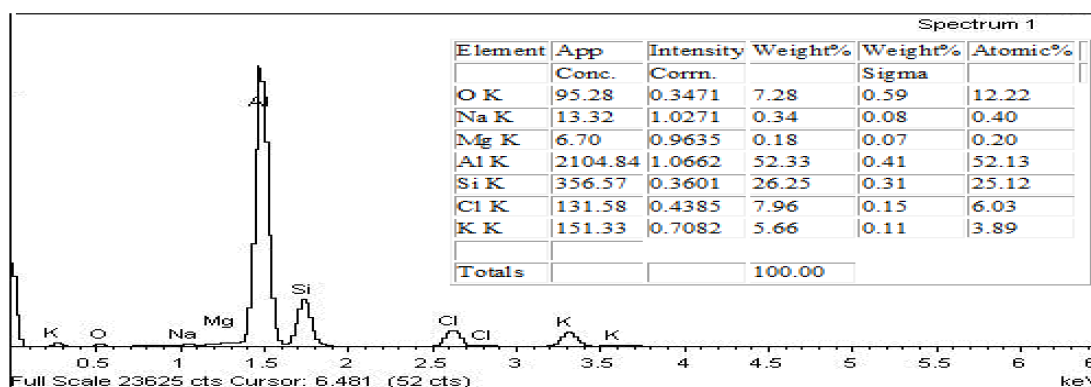 Spectrum 1
Element App Intensity Weight% Weight% Atomic%
Conc. Corrn. Sigma
O K 95.28 0.3471 7.28 0.59 12.22
Na K 13.32 1.0271 0.34 0.08 0.40
Mg K 6.70 0.9635 0.18 0.07 0.20
Al K 2104.84 1.0662 52.33 0.41 52.13
Si K 356.57 0.3601 26.25 0.31 25.12
Cl K 131.58 0.4385 7.96 0.15 6.03
K K 151.33 0.7082 5.66 0.11 3.89
Totals 100.00
Al
Si
K O Na Mg Cl Cl K K
0.5 1 1.5 2 2.5 3 3.5 4 4.5 5 5.5 6
Full Scale 23625 cts Cursor: 6.481 (52 cts) keV